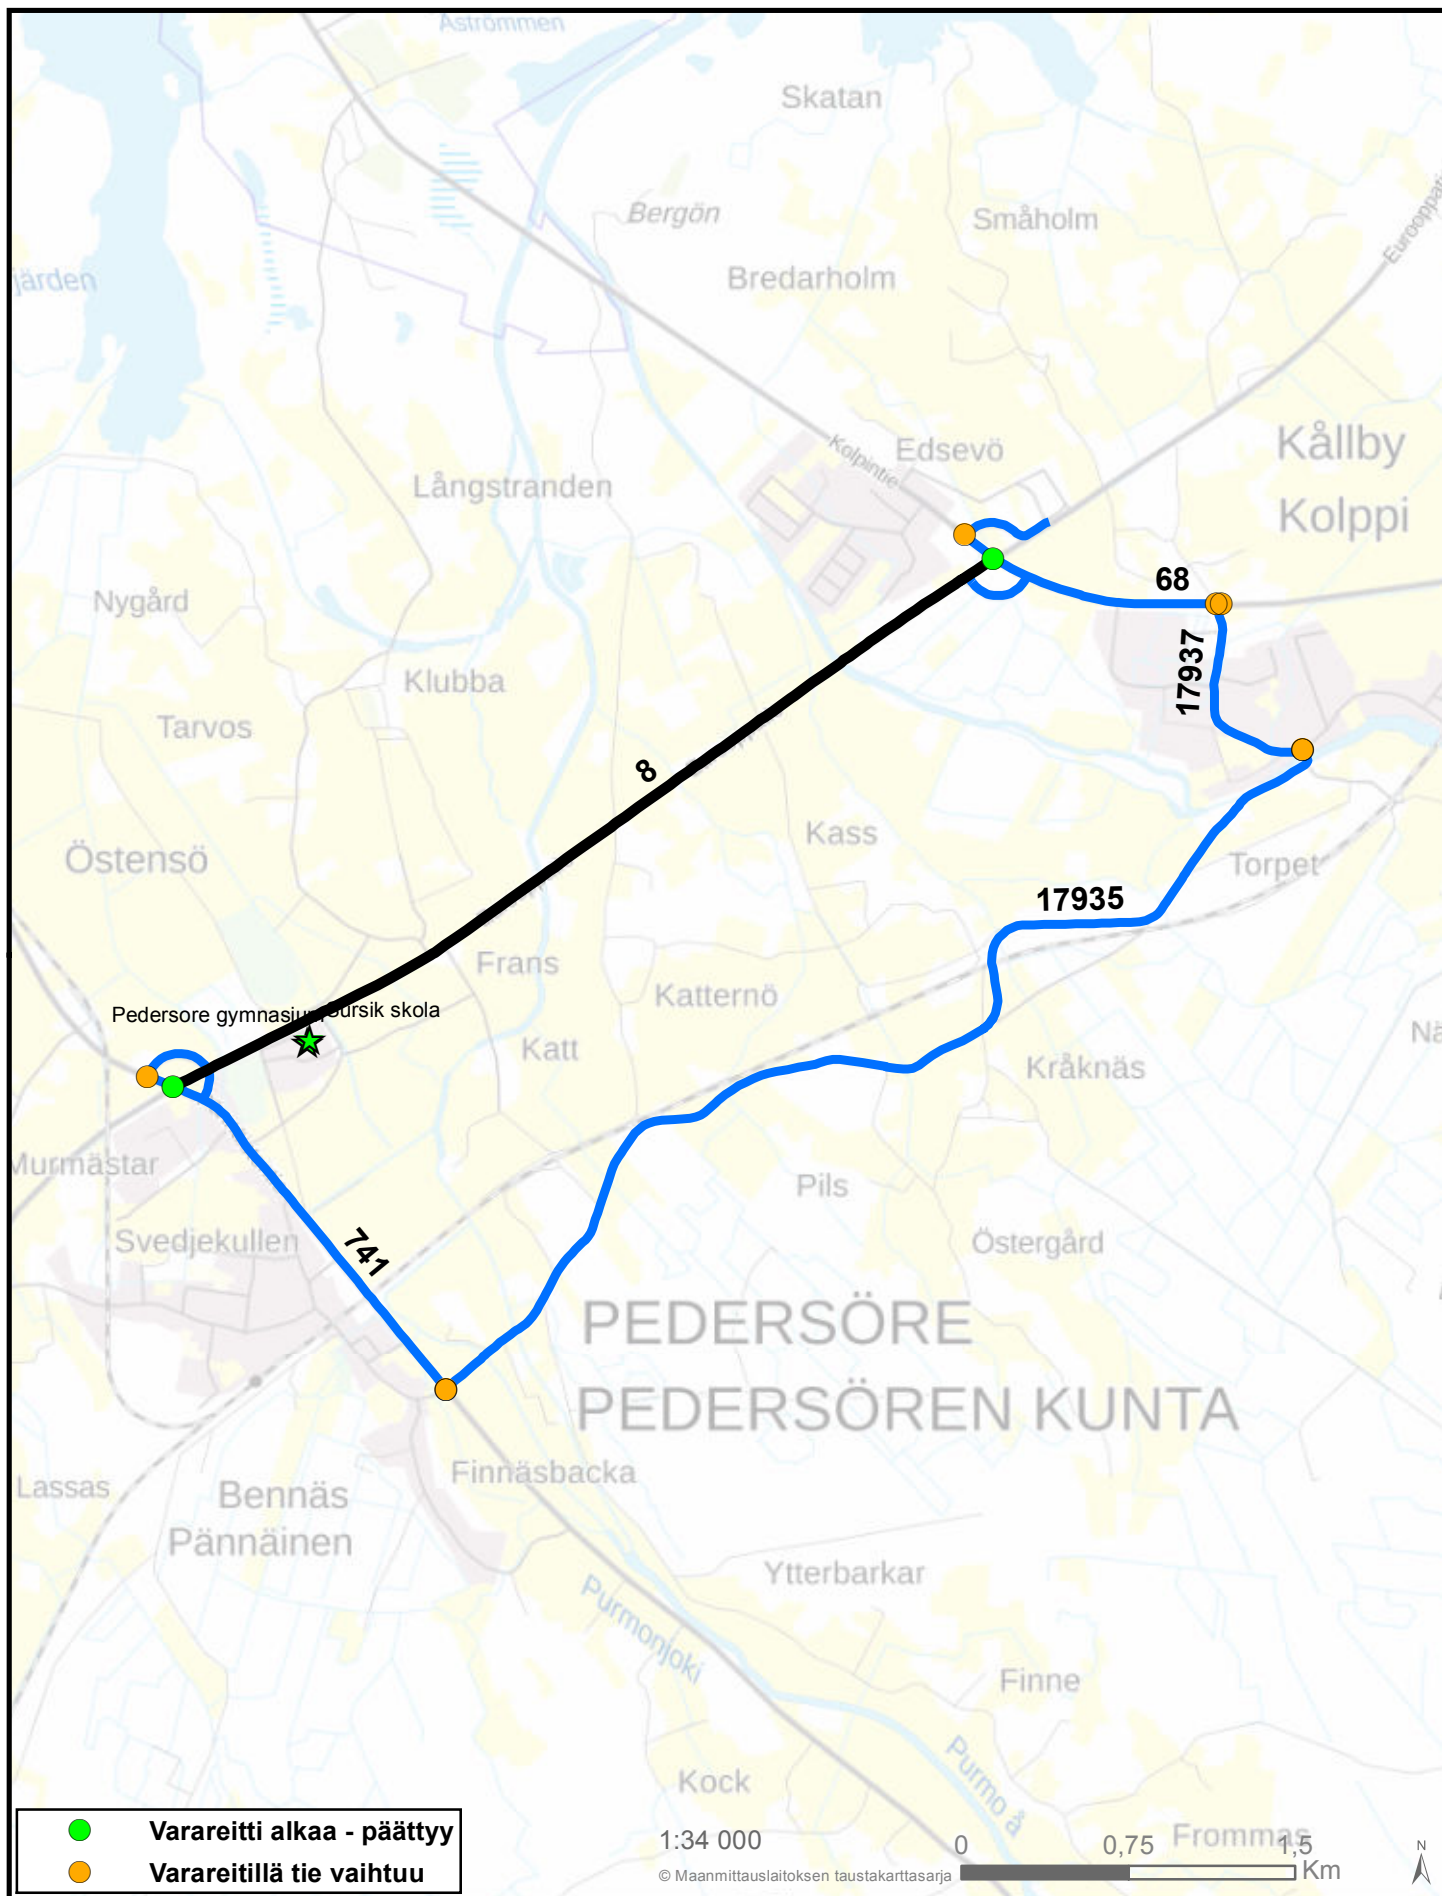 Åströmmen
Skatan
Bergön
Småholm
Bredarholm
järden
Kolpintie
Edsevö
Kållby
Kolppi
Långstranden
68
17937
Nygård
Klubba
Tarvos
8
Kass
Torpet
Östensö
17935
Frans
Katternö
Pedersore gymnasiu
Sursik skola
Katt
Kråknäs
Murmästar
Pils
Svedjekullen
741
Östergård
PEDERSÖRE
PEDERSÖREN KUNTA
Finnäsbacka
Lassas
Bennäs
Pännäinen
Ytterbarkar
Purmonjoki
Finne
Purmo å
Kock
Frommas
Varareitti alkaa - päättyy
Varareitillä tie vaihtuu
1:34 000
© Maanmittauslaitoksen taustakarttasarja
0 0,75 1,5
Km
N